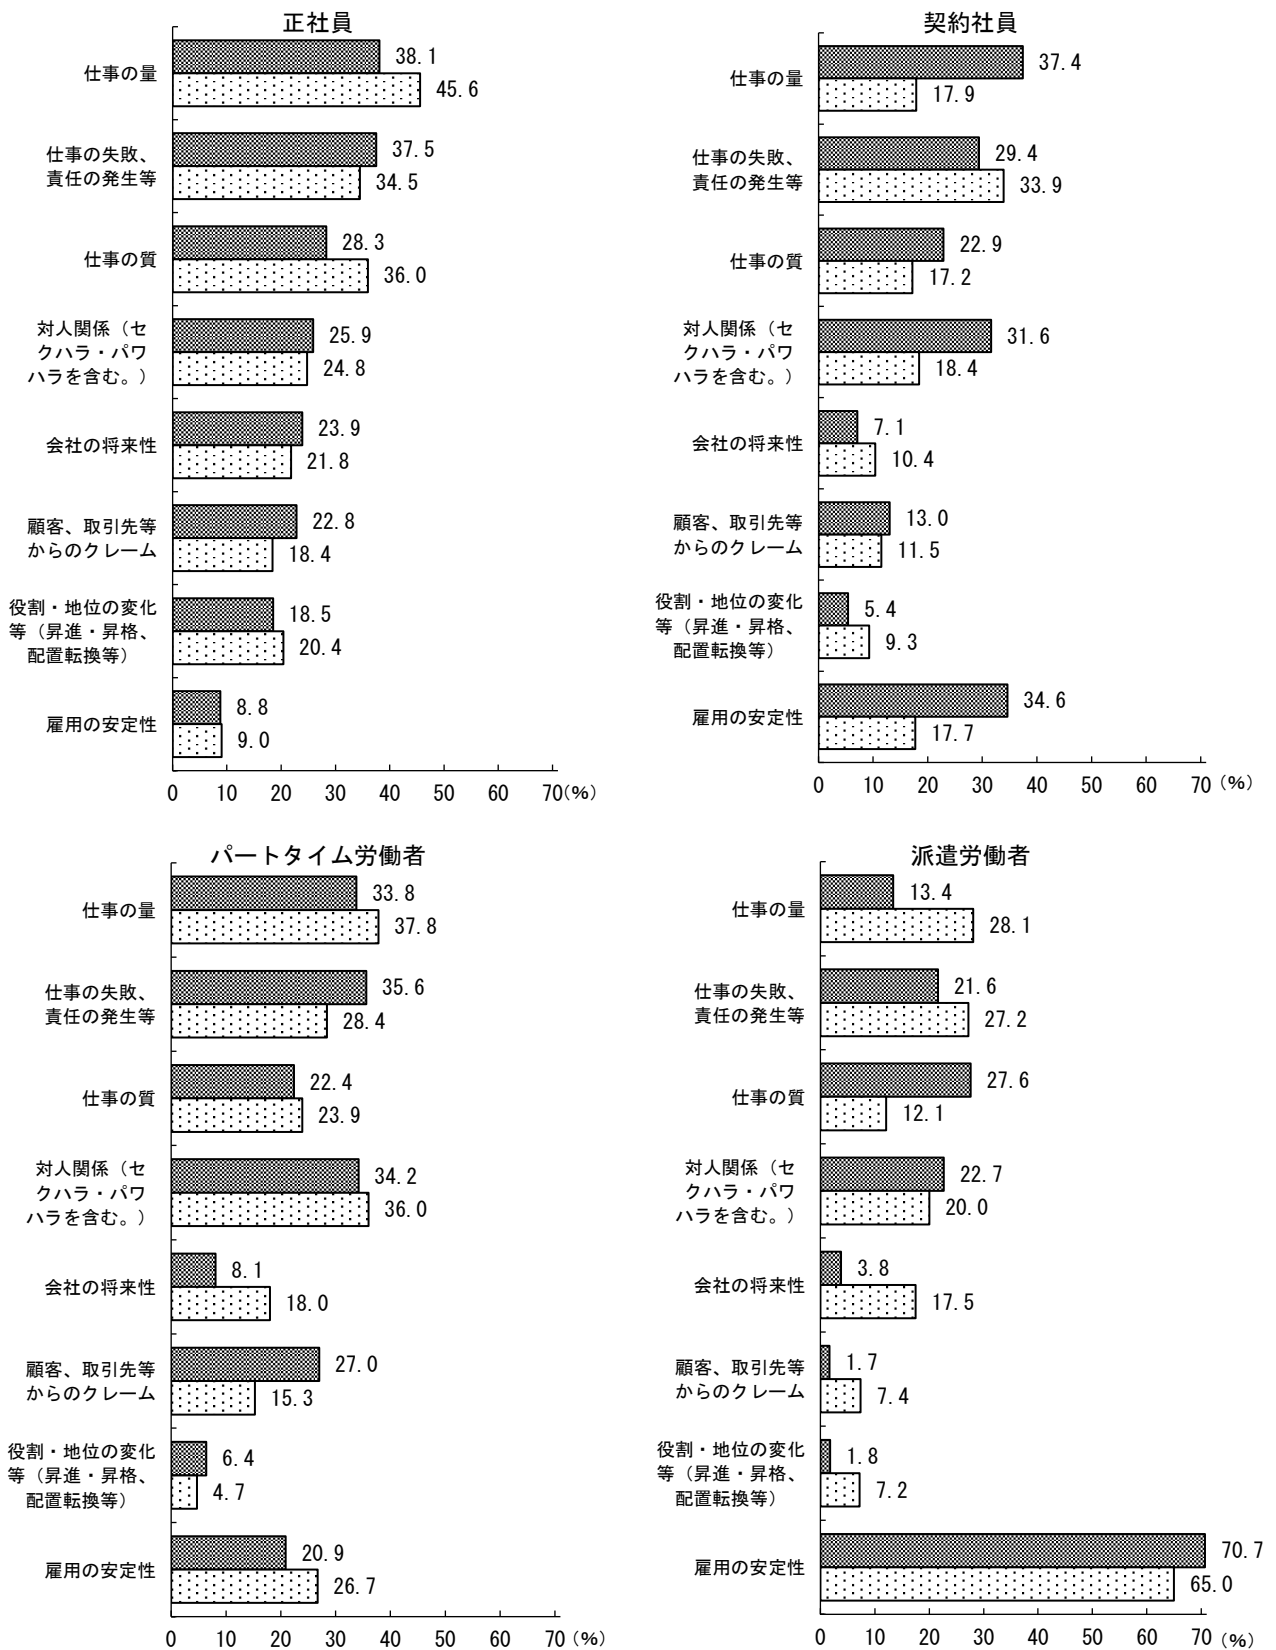 正社員
仕事の量
38.1
45.6
仕事の失敗、
責任の発生等
37.5
34.5
仕事の質
28.3
36.0
対人関係（セ
クハラ・パワ
ハラを含む。）
25.9
24.8
会社の将来性
23.9
21.8
顧客、取引先等
からのクレーム
22.8
18.4
役割・地位の変化
等（昇進・昇格、
配置転換等）
18.5
20.4
雇用の安定性
8.8
9.0
0 10 20 30 40 50 60 70(%)
契約社員
仕事の量
37.4
17.9
仕事の失敗、
責任の発生等
29.4
33.9
仕事の質
22.9
17.2
対人関係（セ
クハラ・パワ
ハラを含む。）
31.6
18.4
会社の将来性
7.1
10.4
顧客、取引先等
からのクレーム
13.0
11.5
役割・地位の変化
等（昇進・昇格、
配置転換等）
5.4
9.3
雇用の安定性
34.6
17.7
0 10 20 30 40 50 60 70 (%)
パートタイム労働者
仕事の量
33.8
37.8
仕事の失敗、
責任の発生等
35.6
28.4
仕事の質
22.4
23.9
対人関係（セ
クハラ・パワ
ハラを含む。）
34.2
36.0
会社の将来性
8.1
18.0
顧客、取引先等
からのクレーム
27.0
15.3
役割・地位の変化
等（昇進・昇格、
配置転換等）
6.4
4.7
雇用の安定性
20.9
26.7
0 10 20 30 40 50 60 70 (%)
派遣労働者
仕事の量
13.4
28.1
仕事の失敗、
責任の発生等
21.6
27.2
仕事の質
27.6
12.1
対人関係（セ
クハラ・パワ
ハラを含む。）
22.7
20.0
会社の将来性
3.8
17.5
顧客、取引先等
からのクレーム
1.7
7.4
役割・地位の変化
等（昇進・昇格、
配置転換等）
1.8
7.2
雇用の安定性
70.7
65.0
0 10 20 30 40 50 60 70 (%)